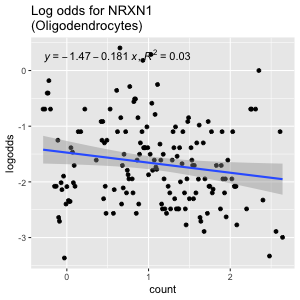 Log odds for NRXN1
(Oligodendrocytes)
y = −1.47 − 0.181 x, R² = 0.03
0
-1
-2
-3
logodds
0 1 2
count